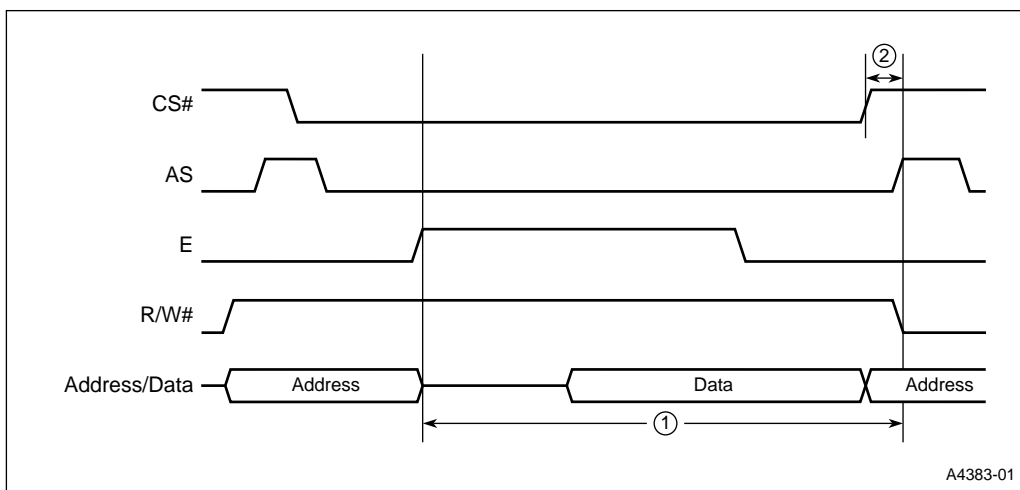 ②
CS#
AS
E
R/W#
Address/Data Address Data Address
①
A4383-01